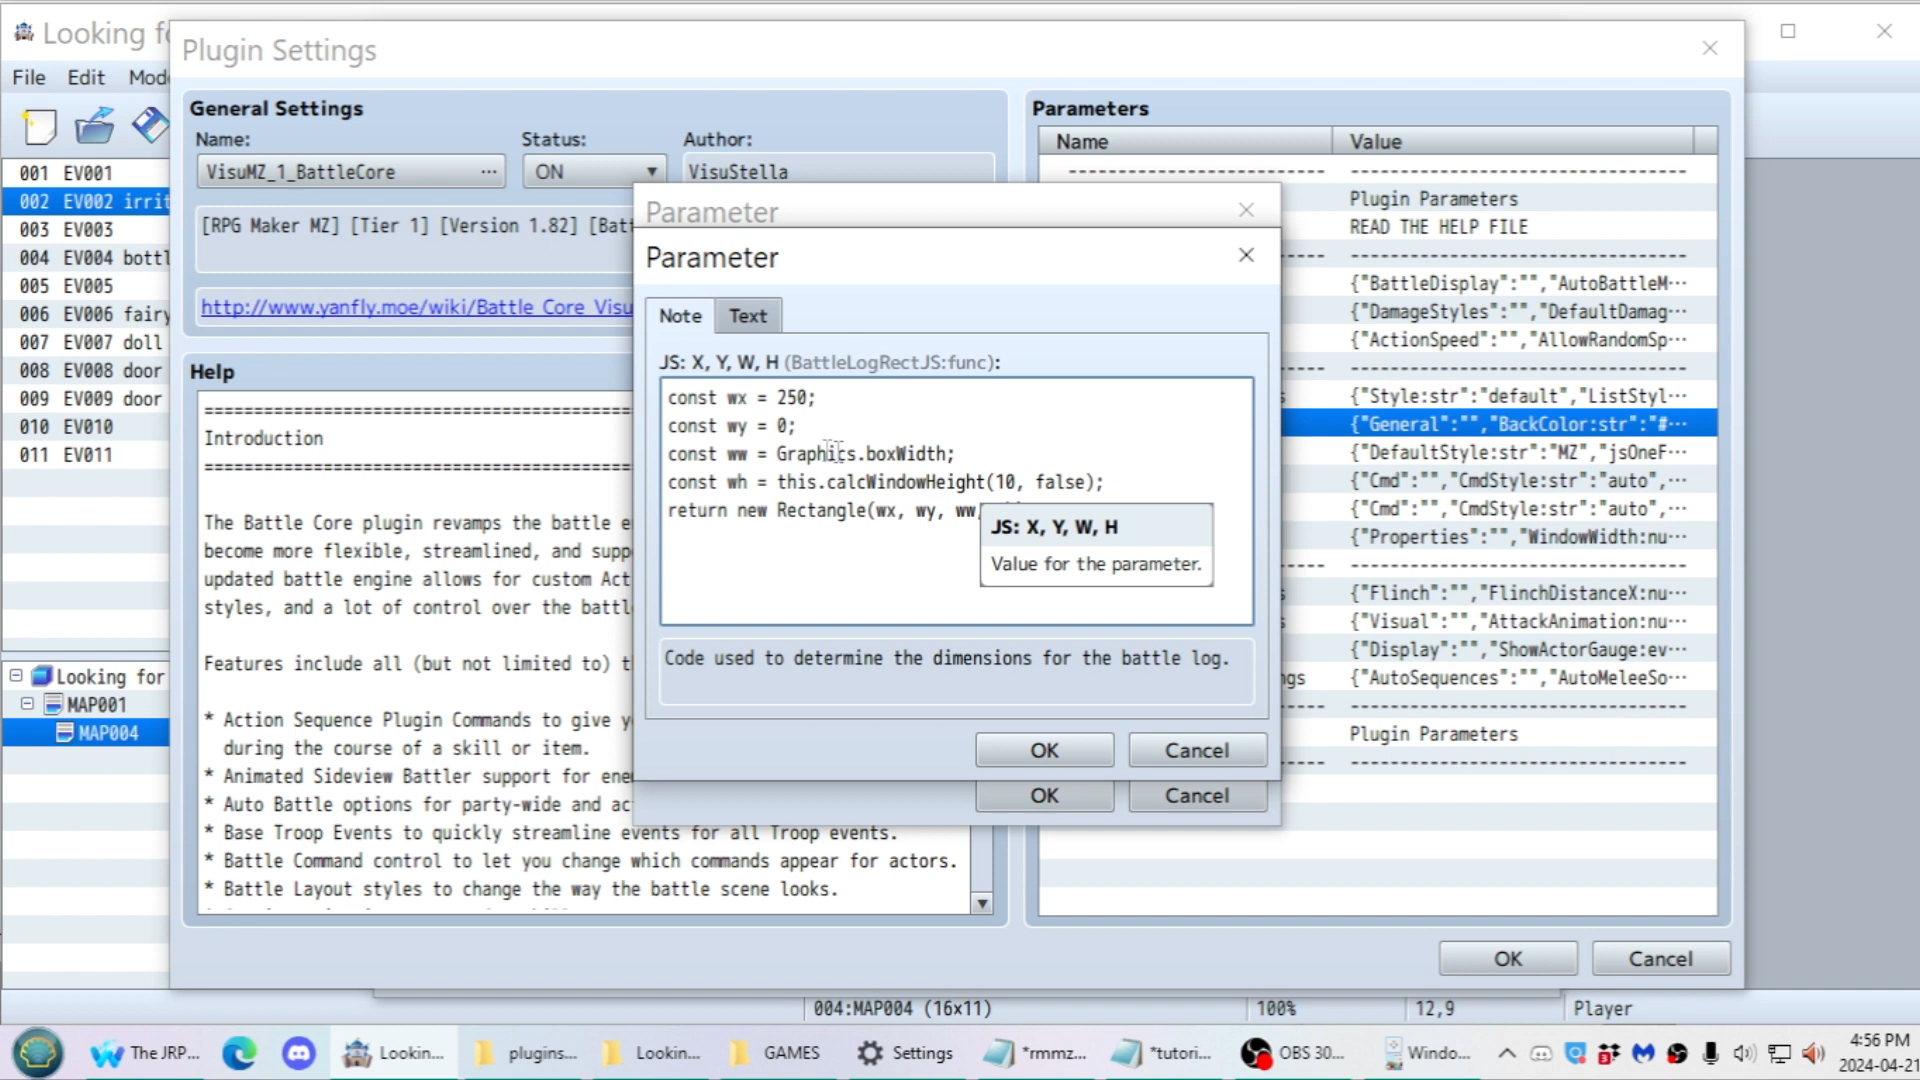 Looking fo
Plugin Settings
File Edit Mod
General Settings
Name:
Status:
Author:
VisuMZ_1_BattleCore ...
ON
VisuStella
[RPG Maker MZ] [Tier 1] [Version 1.82] [Batt
http://www.yanfly.moe/wiki/Battle_Core_Visu
Help
================================================
Introduction
================================================
The Battle Core plugin revamps the battle e
become more flexible, streamlined, and supp
updated battle engine allows for custom Act
styles, and a lot of control over the battl
Features include all (but not limited to) t
* Action Sequence Plugin Commands to give y
during the course of a skill or item.
* Animated Sideview Battler support for ene
* Auto Battle options for party-wide and ac
* Base Troop Events to quickly streamline events for all Troop events.
* Battle Command control to let you change which commands appear for actors.
* Battle Layout styles to change the way the battle scene looks.
001 EV001
002 EV002 irrit
003 EV003
004 EV004 bottl
005 EV005
006 EV006 fairy
007 EV007 doll
008 EV008 door
009 EV009 door
010 EV010
011 EV011
Looking for
MAP001
MAP004
Parameter
Parameter
Note Text
JS: X, Y, W, H (BattleLogRectJS:func):
const wx = 250;
const wy = 0;
const ww = Graphics.boxWidth;
const wh = this.calcWindowHeight(10, false);
return new Rectangle(wx, wy, ww,
JS: X, Y, W, H
Value for the parameter.
Code used to determine the dimensions for the battle log.
OK Cancel
OK Cancel
Parameters
Name Value
-------------------------- ----------------------------------
Plugin Parameters
READ THE HELP FILE
----------------------------------
{"BattleDisplay":"","AutoBattleM…
{"DamageStyles":"","DefaultDamag…
{"ActionSpeed":"","AllowRandomSp…
----------------------------------
s {"Style:str":"default","ListStyl…
{"General":"","BackColor:str":"#…
{"DefaultStyle:str":"MZ","jsOneF…
{"Cmd":"","CmdStyle:str":"auto",…
{"Cmd":"","CmdStyle:str":"auto",…
{"Properties":"","WindowWidth:nu…
----------------------------------
s {"Flinch":"","FlinchDistanceX:nu…
{"Visual":"","AttackAnimation:nu…
{"Display":"","ShowActorGauge:ev…
ngs {"AutoSequences":"","AutoMeleeSo…
----------------------------------
Plugin Parameters
----------------------------------
OK Cancel
004:MAP004 (16x11) 100% 12,9 Player
The JRP... Lookin... plugins... Lookin... GAMES Settings *rmmz... *tutori... OBS 30... Windo...
4:56 PM
2024-04-21